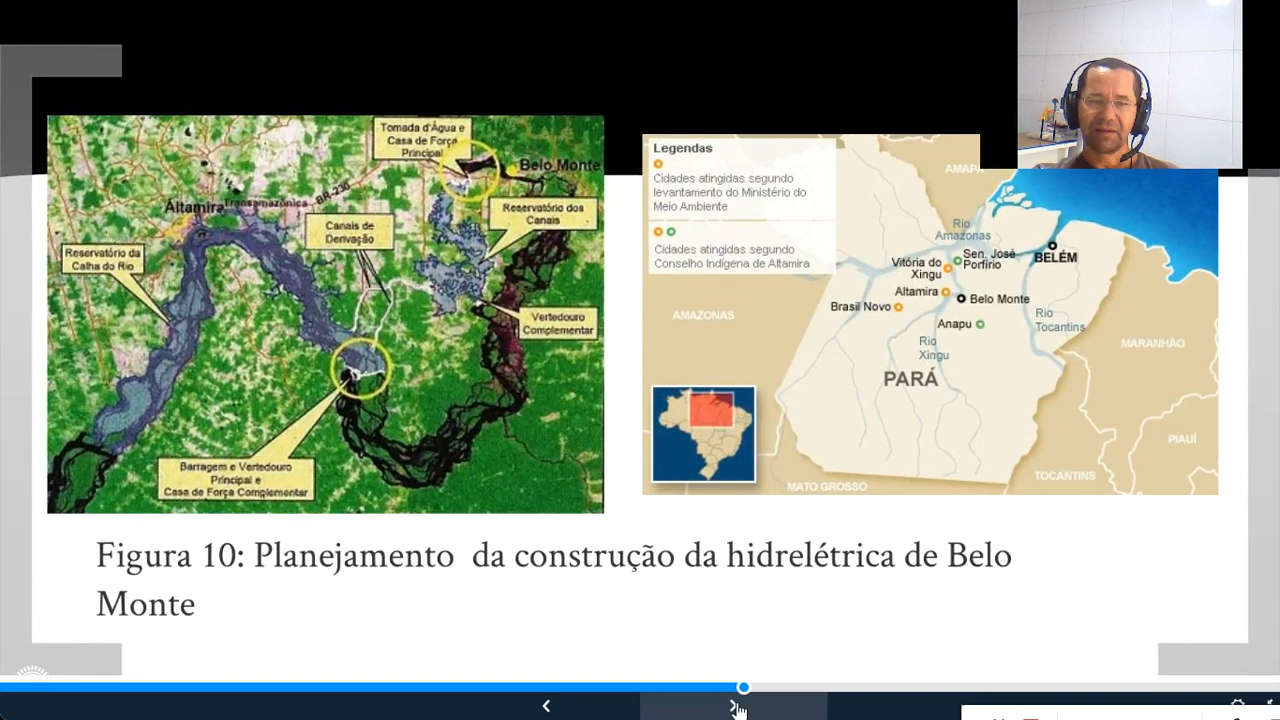 Tomada d'Água e
Casa de Força
Principal
Belo Monte
Altamira
Transamazônica
BR-230
Reservatório dos
Canais
Canais de
Derivação
Reservatório da
Calha do Rio
Vertedouro
Complementar
Barragem e Vertedouro
Principal e
Casa de Força Complementar
Legendas
Cidades atingidas segundo
levantamento do Ministério do
Meio Ambiente
Cidades atingidas segundo
Conselho Indígena de Altamira
AMAPÁ
Rio
Amazonas
Vitória do
Xingu
Sen. José
Porfírio
BELÉM
Altamira
Belo Monte
Brasil Novo
Anapu
Rio
Tocantins
Rio
Xingu
AMAZONAS
PARÁ
MARANHÃO
PIAUÍ
TOCANTINS
MATO GROSSO
Figura 10: Planejamento  da construção da hidrelétrica de Belo
Monte